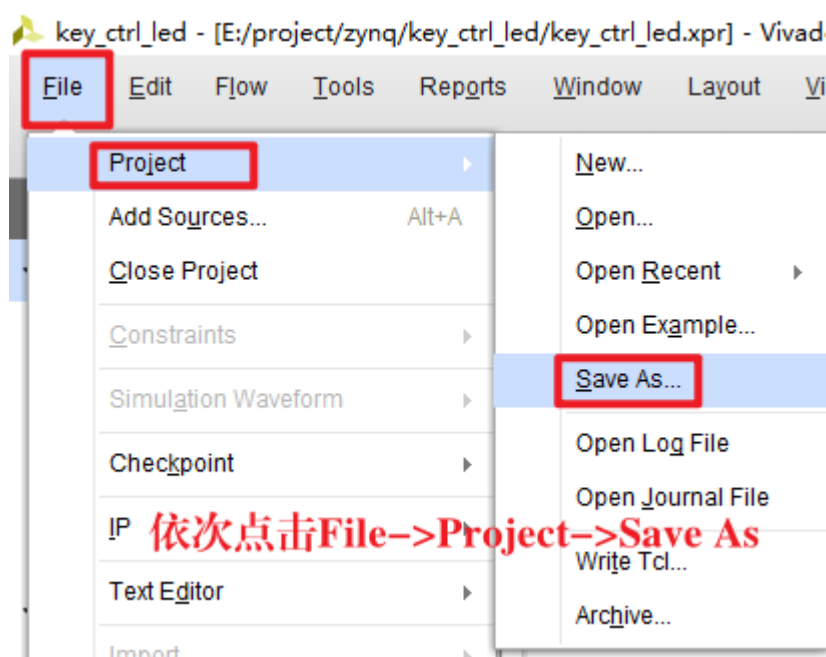 key_ctrl_led - [E:/project/zynq/key_ctrl_led/key_ctrl_led.xpr] - Vivad
File Edit Flow Tools Reports Window Layout Vi
Project
Add Sources... Alt+A
Close Project
Constraints
Simulation Waveform
Checkpoint
IP
Text Editor
Import
New...
Open...
Open Recent
Open Example...
Save As...
Open Log File
Open Journal File
Write Tcl...
Archive...
依次点击File->Project->Save As